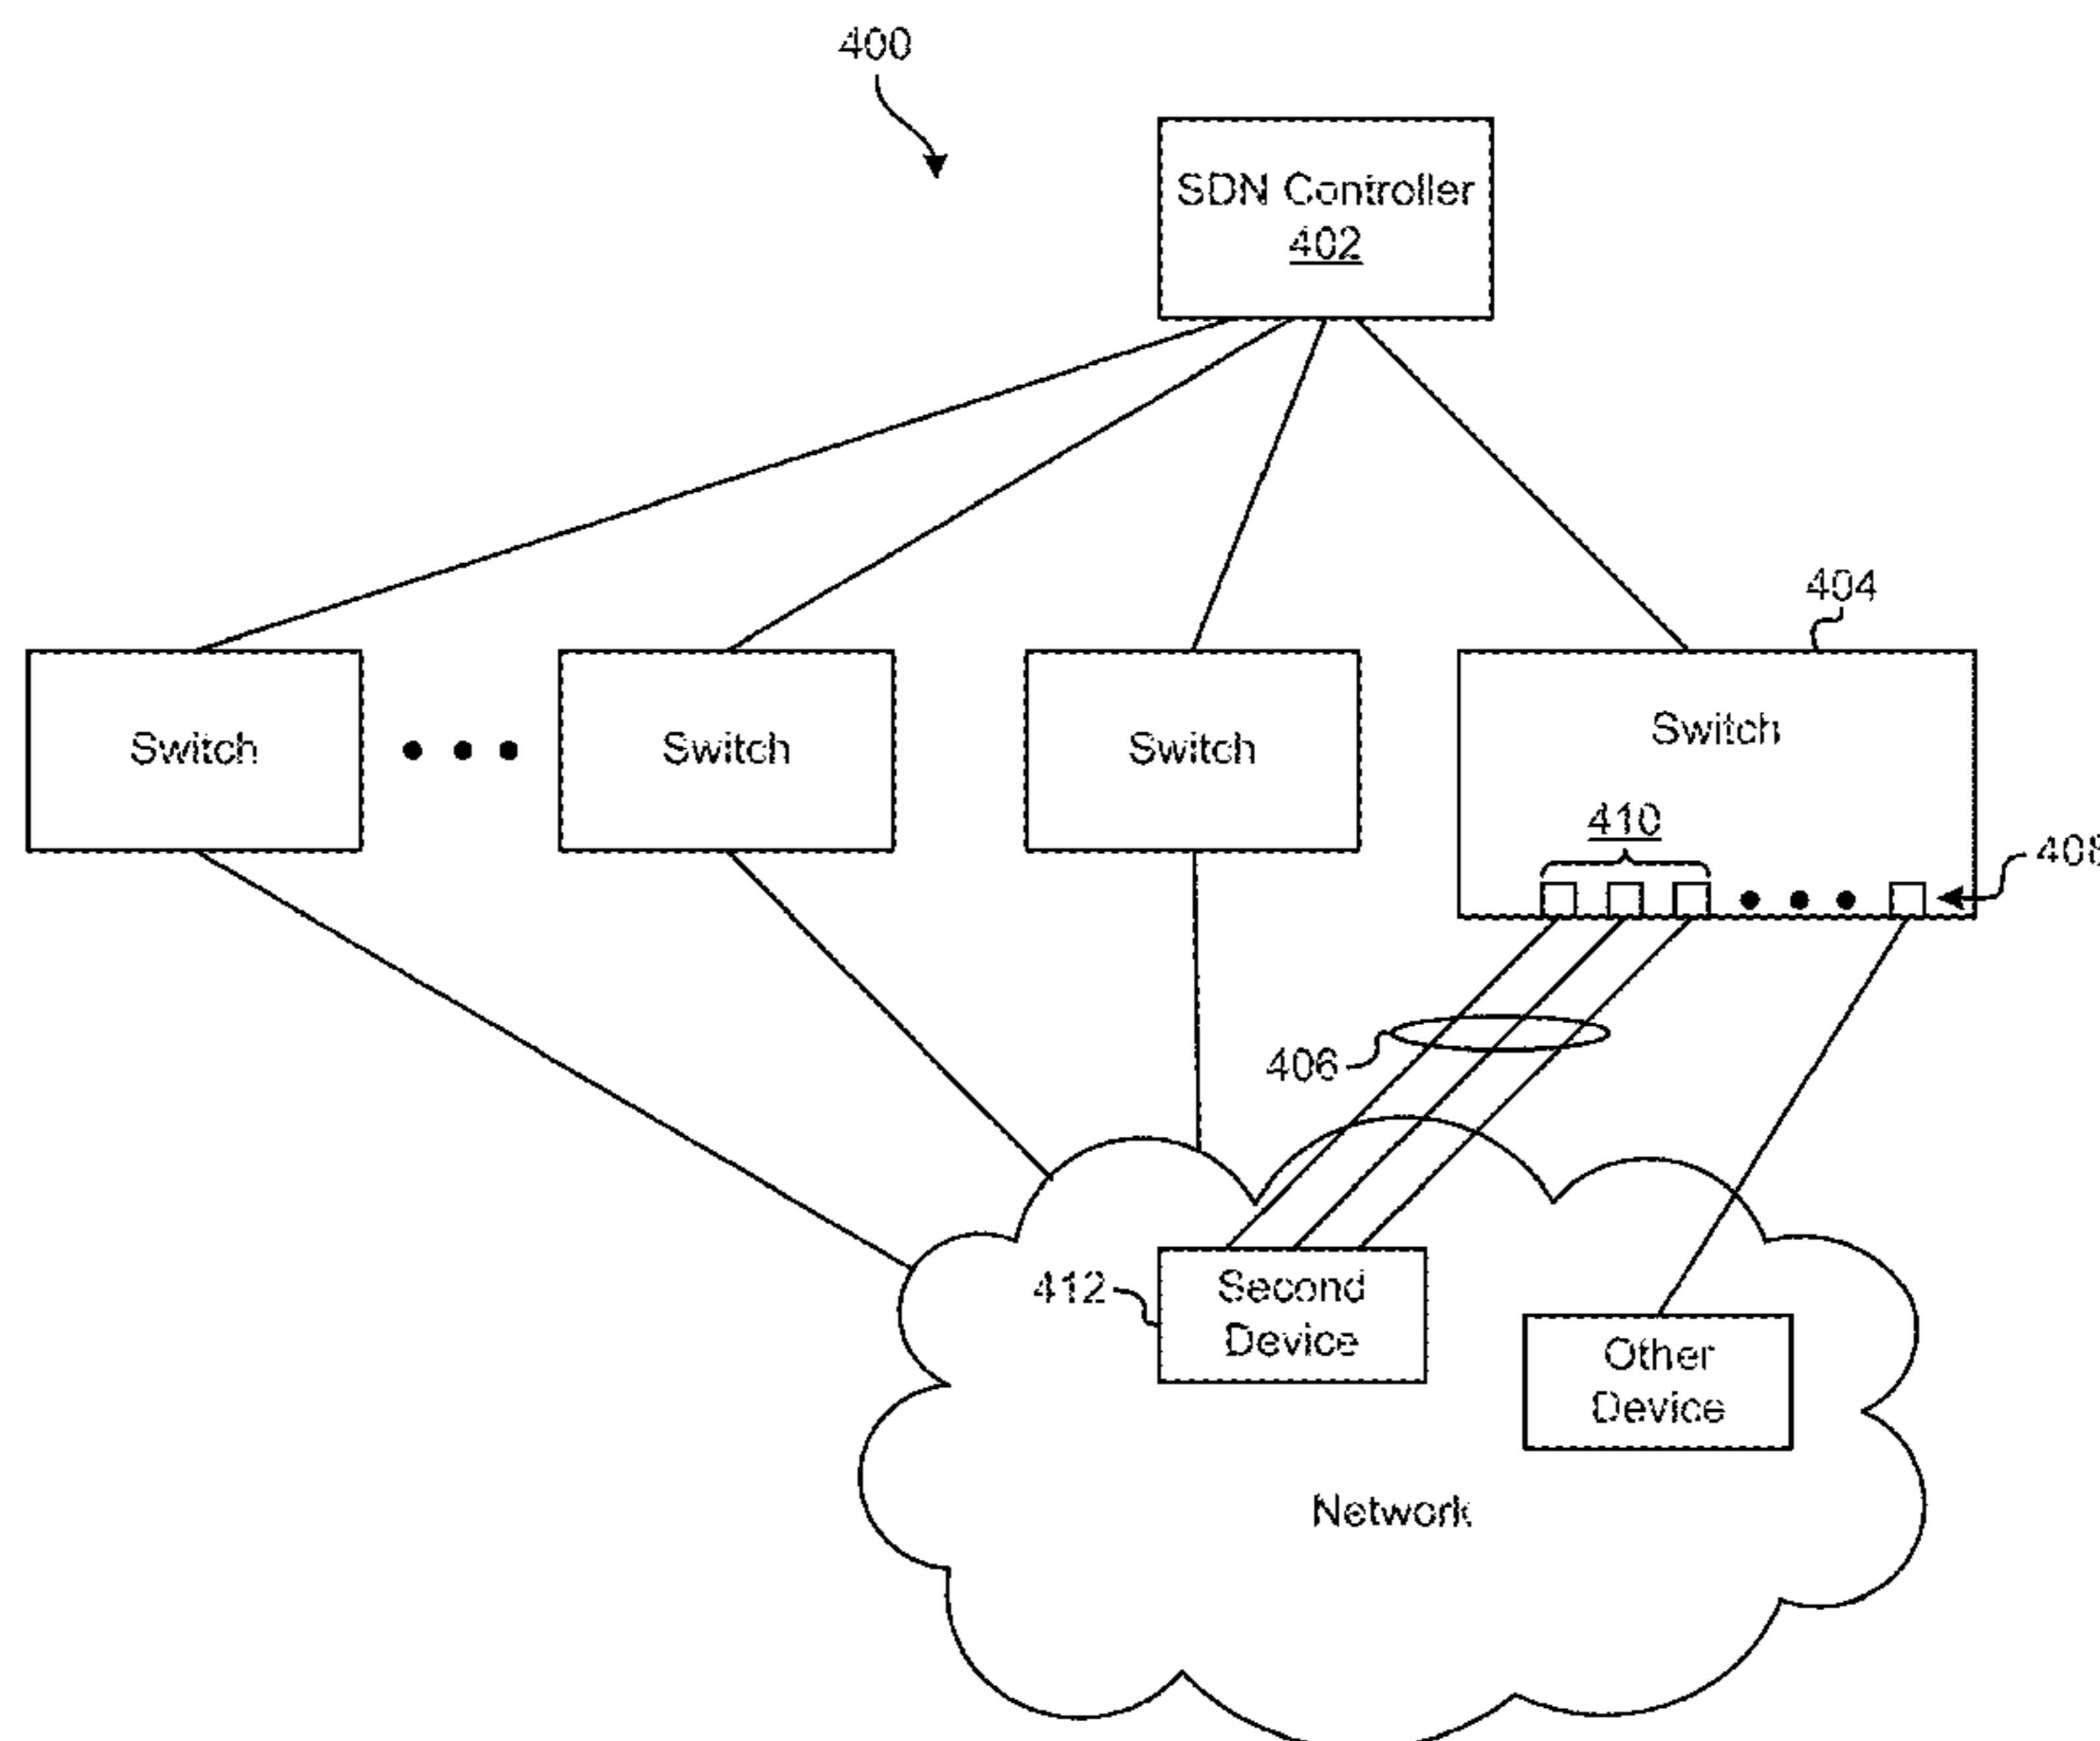 400
SDN Controller
402
404
Switch
Switch
Switch
Switch
410
408
406
412
Second
Device
Other
Device
Network